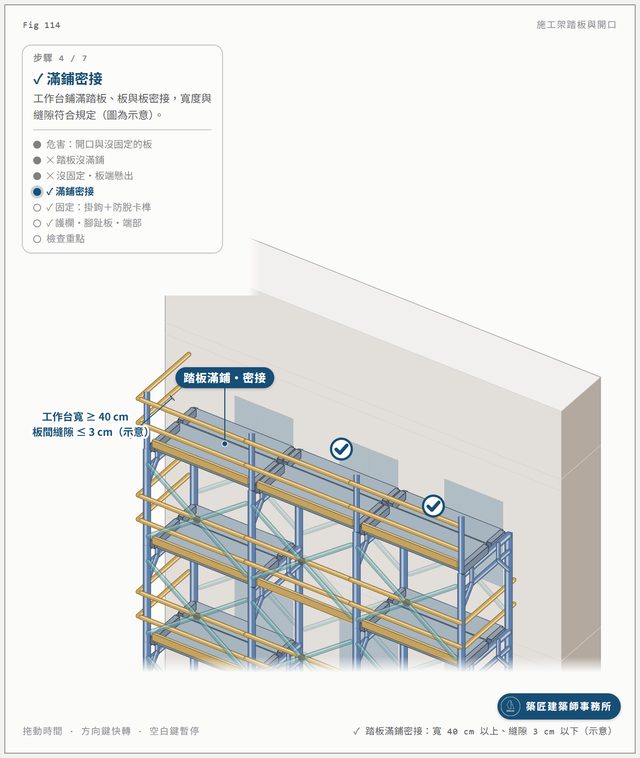 Fig 114
施工架踏板與開口
步驟 4 / 7
✓ 滿鋪密接
工作台鋪滿踏板、板與板密接，寬度與
縫隙符合規定（圖為示意）。
危害：開口與沒固定的板
✕ 踏板沒滿鋪
✕ 沒固定・板端懸出
✓ 滿鋪密接
✓ 固定：掛鉤＋防脫卡榫
✓ 護欄・腳趾板・端部
檢查重點
踏板滿鋪・密接
工作台寬 ≥ 40 cm
板間縫隙 ≤ 3 cm（示意）
築匠建築師事務所
拖動時間 · 方向鍵快轉 · 空白鍵暫停
✓ 踏板滿鋪密接：寬 40 cm 以上、縫隙 3 cm 以下（示意）